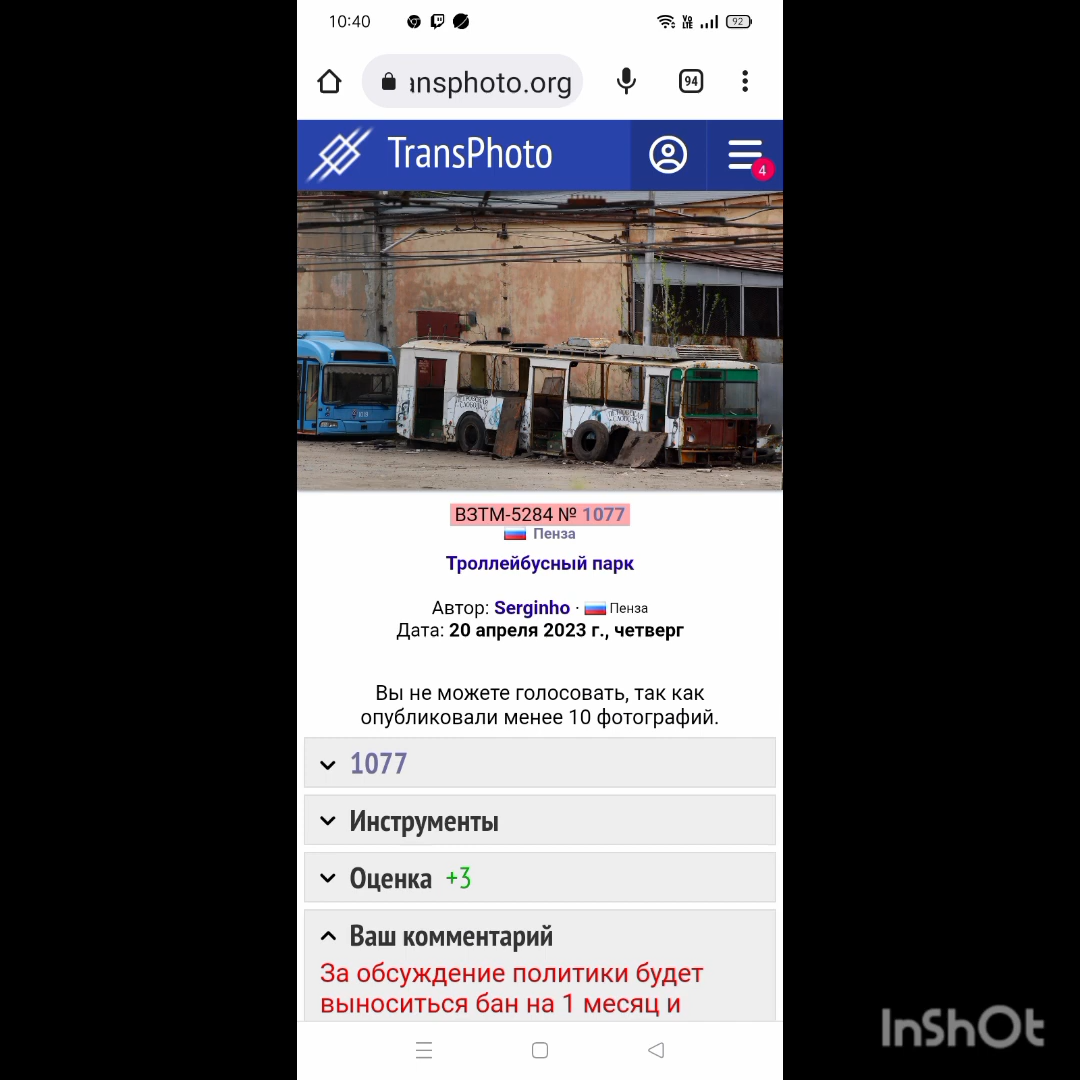 10:40
92
ansphoto.org
94
TransPhoto
4
ВЗТМ-5284 № 1077
Пенза
Троллейбусный парк
Автор: Serginho · Пенза
Дата: 20 апреля 2023 г., четверг
Вы не можете голосовать, так как
опубликовали менее 10 фотографий.
1077
Инструменты
Оценка +3
Ваш комментарий
За обсуждение политики будет
выноситься бан на 1 месяц и
InShOt